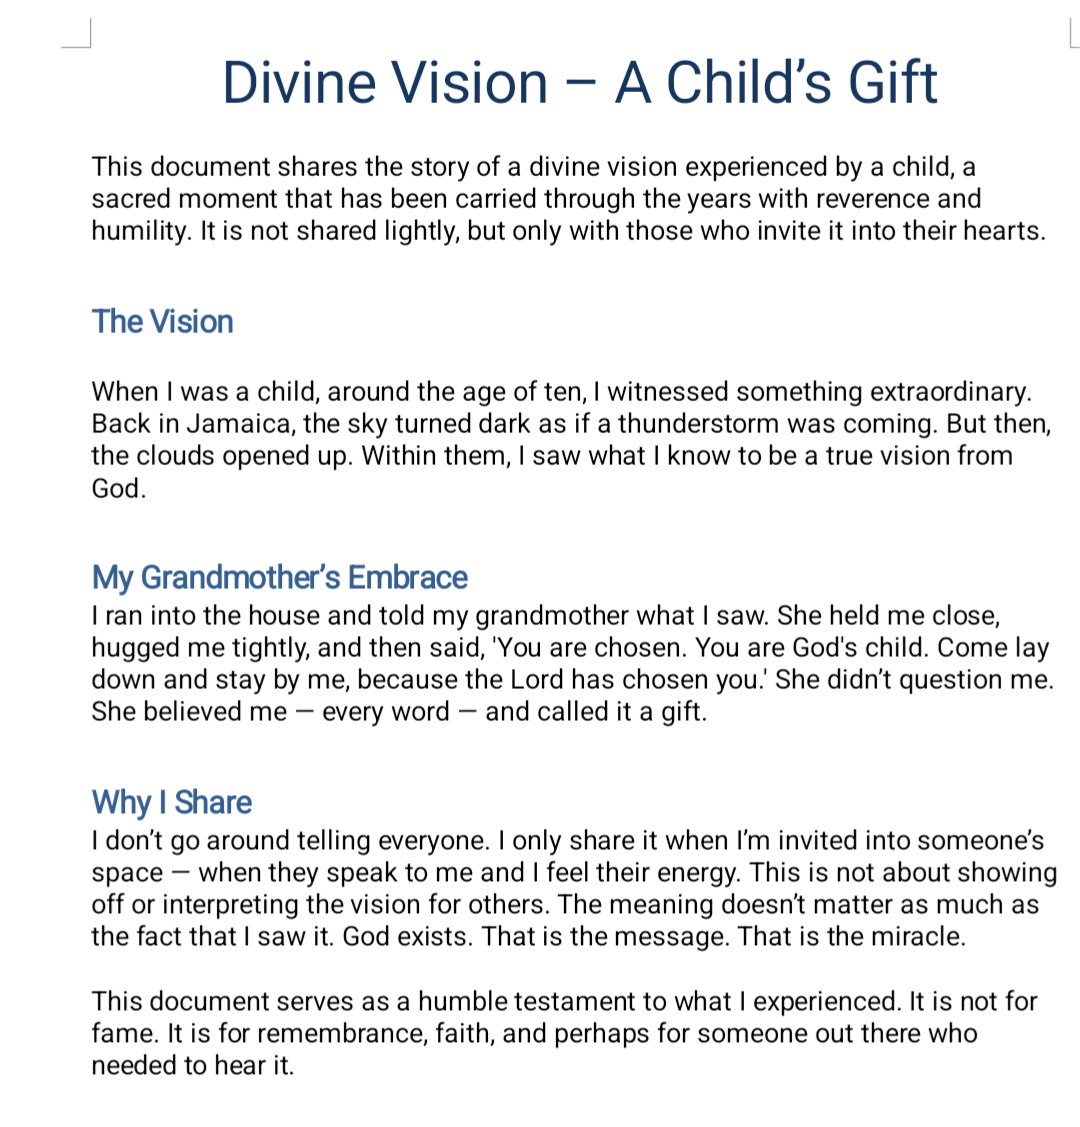 Divine Vision – A Child’s Gift
This document shares the story of a divine vision experienced by a child, a
sacred moment that has been carried through the years with reverence and
humility. It is not shared lightly, but only with those who invite it into their hearts.
The Vision
When I was a child, around the age of ten, I witnessed something extraordinary.
Back in Jamaica, the sky turned dark as if a thunderstorm was coming. But then,
the clouds opened up. Within them, I saw what I know to be a true vision from
God.
My Grandmother’s Embrace
I ran into the house and told my grandmother what I saw. She held me close,
hugged me tightly, and then said, 'You are chosen. You are God's child. Come lay
down and stay by me, because the Lord has chosen you.' She didn’t question me.
She believed me — every word — and called it a gift.
Why I Share
I don’t go around telling everyone. I only share it when I’m invited into someone’s
space — when they speak to me and I feel their energy. This is not about showing
off or interpreting the vision for others. The meaning doesn’t matter as much as
the fact that I saw it. God exists. That is the message. That is the miracle.
This document serves as a humble testament to what I experienced. It is not for
fame. It is for remembrance, faith, and perhaps for someone out there who
needed to hear it.